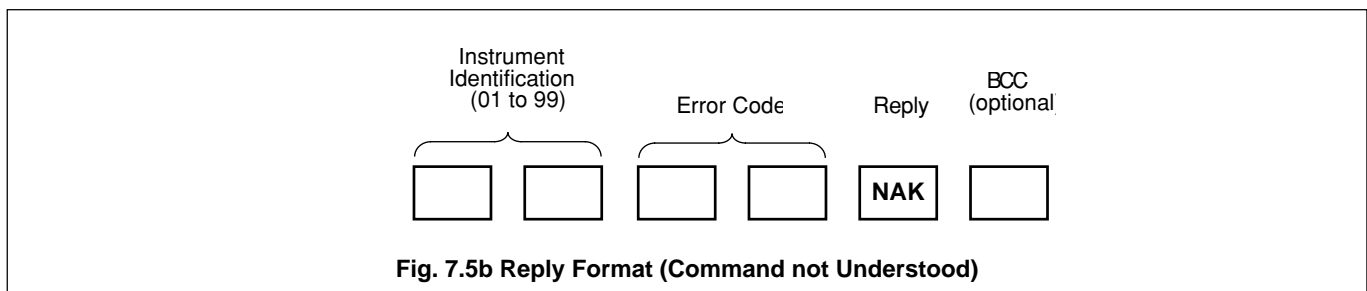 Instrument
Identification
(01 to 99)
Error Code
Reply
BCC
(optional)
NAK
Fig. 7.5b Reply Format (Command not Understood)